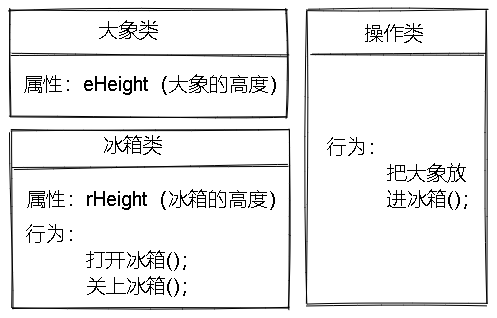 大象类
属性：eHeight（大象的高度）
冰箱类
属性：rHeight（冰箱的高度）
行为：
打开冰箱();
关上冰箱();
操作类
行为：
把大象放
进冰箱();